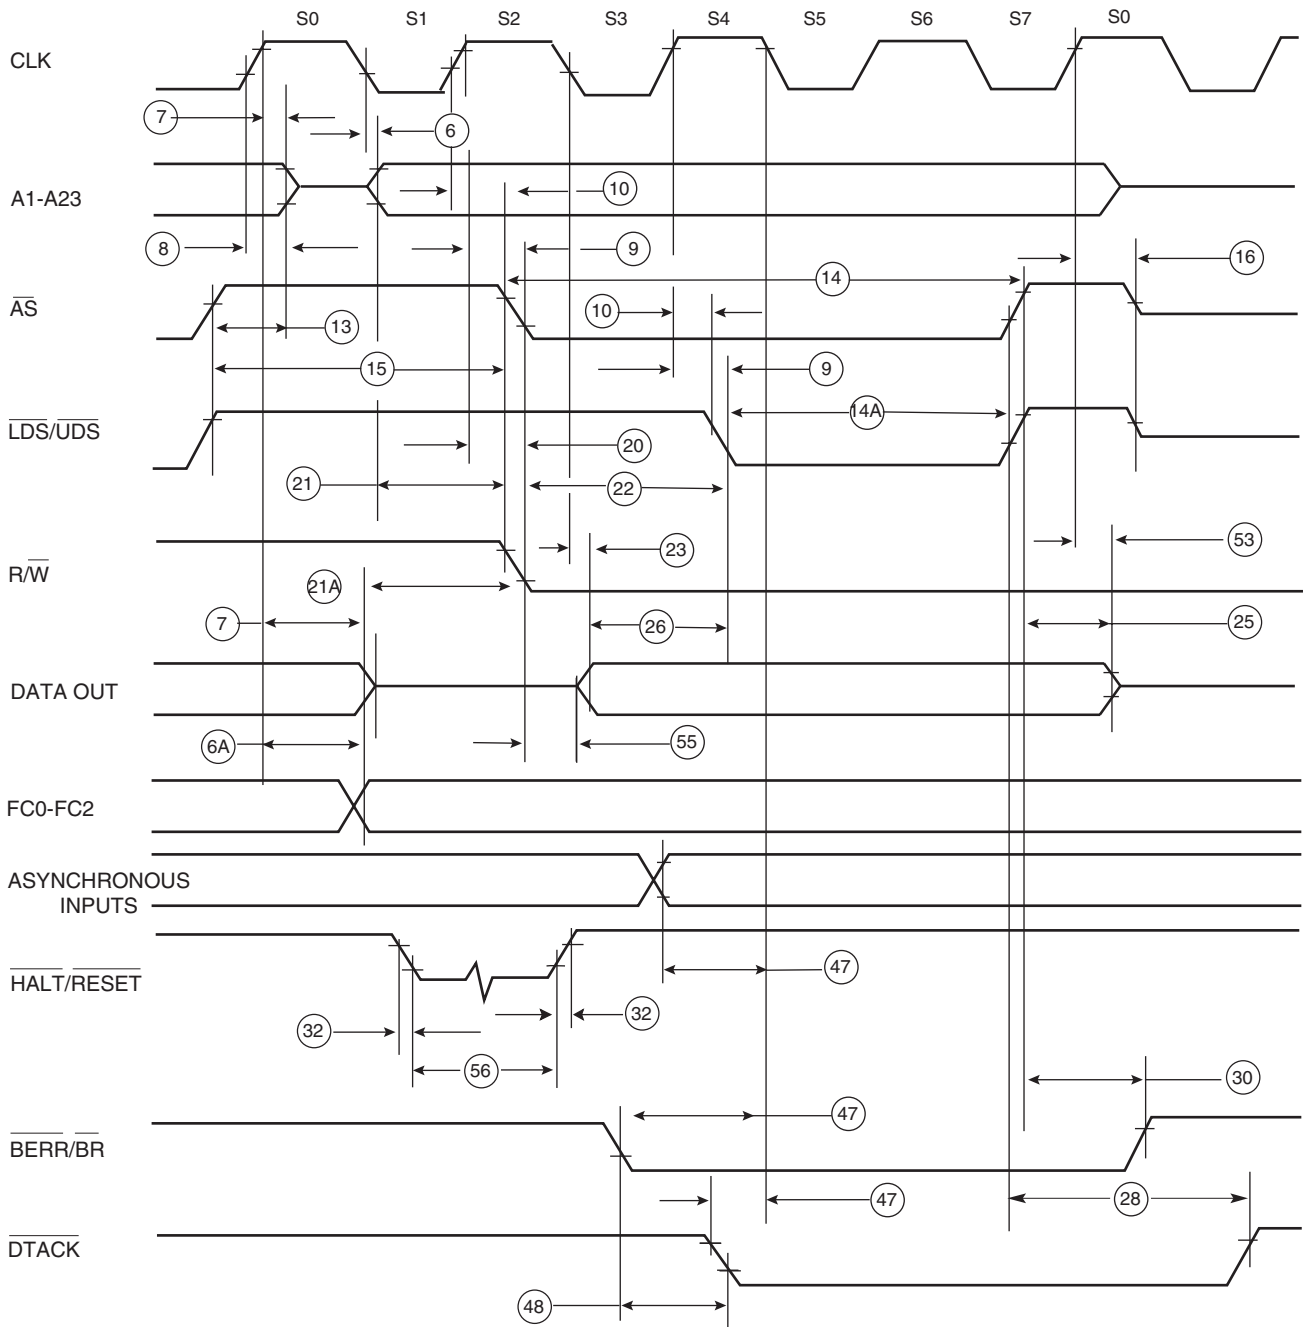 S0 S1 S2 S3 S4 S5 S6 S7 S0
CLK
7
6
A1-A23
10
8
9
16
14
AS
10
13
15
9
14A
LDS/UDS
20
21
22
53
23
R/W
21A
7
26
25
DATA OUT
6A
55
FC0-FC2
ASYNCHRONOUS
INPUTS
HALT/RESET
47
32
32
56
30
47
BERR/BR
28
47
DTACK
48